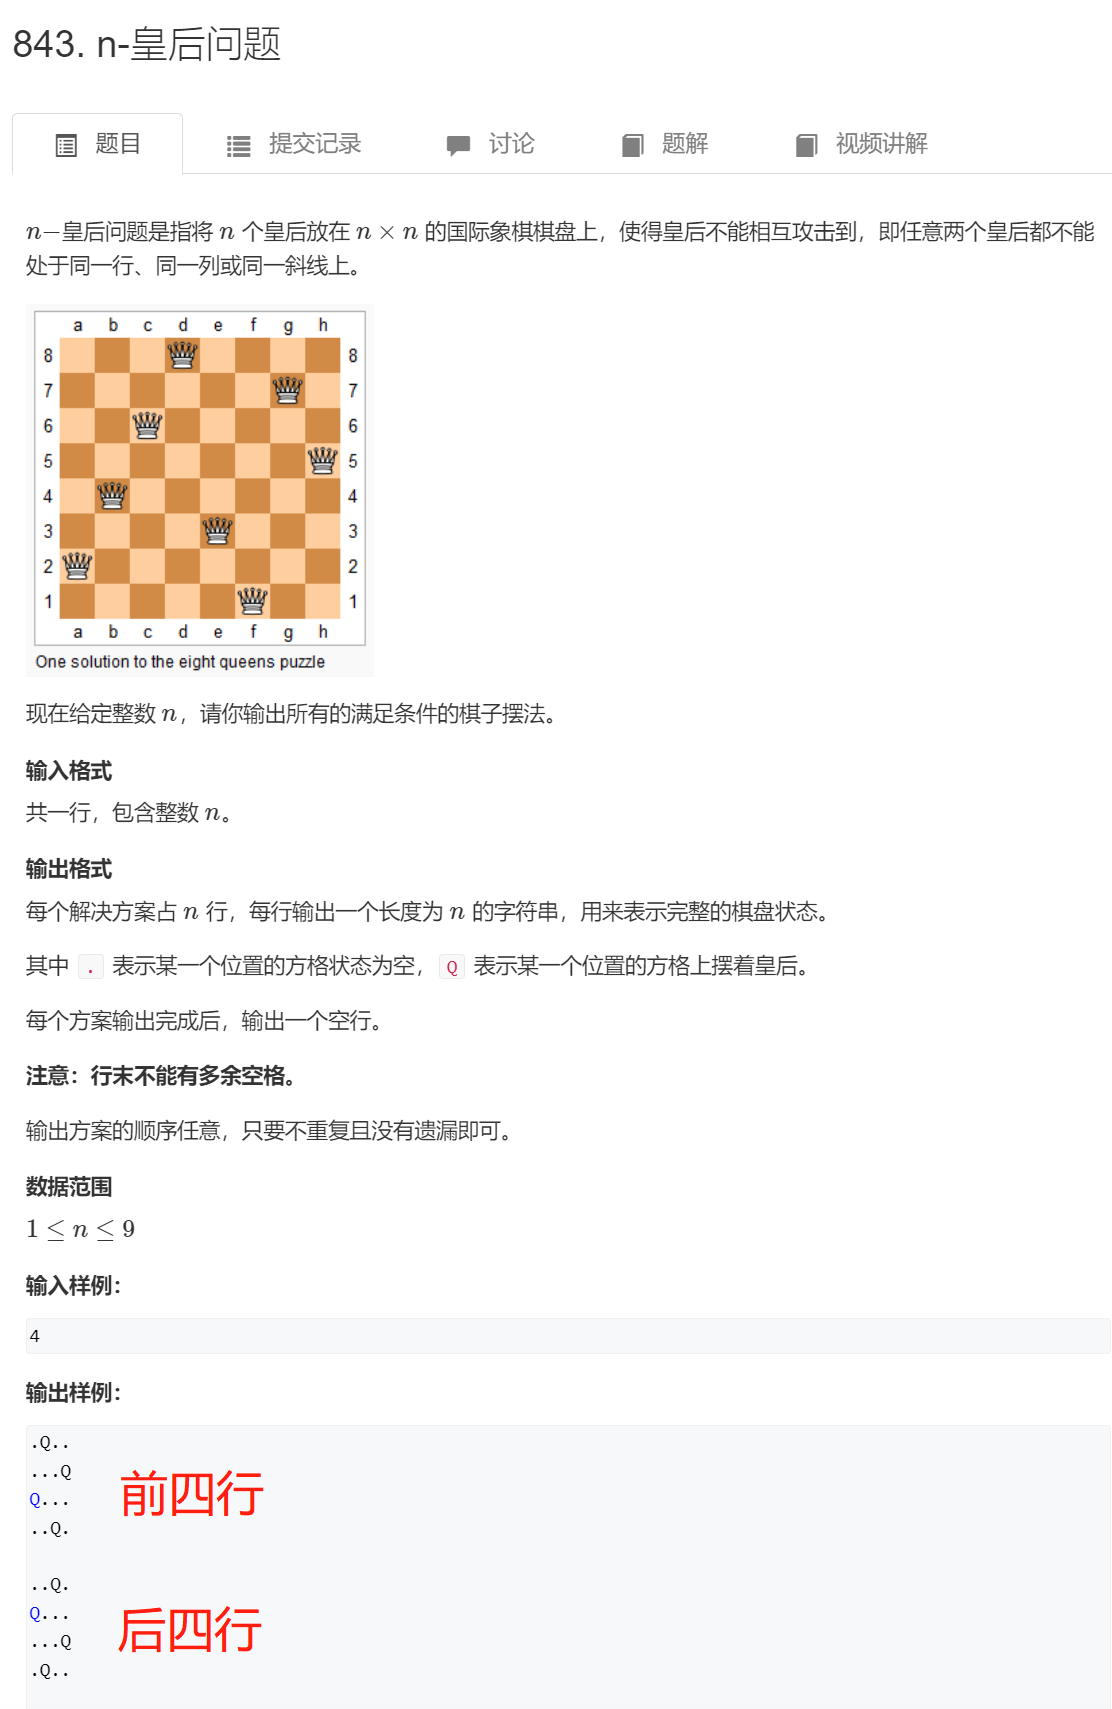 843. n-皇后问题
题目 提交记录 讨论 题解 视频讲解
n−皇后问题是指将 n 个皇后放在 n × n 的国际象棋棋盘上，使得皇后不能相互攻击到，即任意两个皇后都不能
处于同一行、同一列或同一斜线上。
a b c d e f g h
8 8
7 7
6 6
5 5
4 4
3 3
2 2
1 1
a b c d e f g h
One solution to the eight queens puzzle
现在给定整数 n，请你输出所有的满足条件的棋子摆法。
输入格式
共一行，包含整数 n。
输出格式
每个解决方案占 n 行，每行输出一个长度为 n 的字符串，用来表示完整的棋盘状态。
其中 . 表示某一个位置的方格状态为空，Q 表示某一个位置的方格上摆着皇后。
每个方案输出完成后，输出一个空行。
注意：行末不能有多余空格。
输出方案的顺序任意，只要不重复且没有遗漏即可。
数据范围
1 ≤ n ≤ 9
输入样例：
4
输出样例：
.Q..
...Q
前四行
Q...
..Q.
..Q.
Q...
后四行
...Q
.Q..